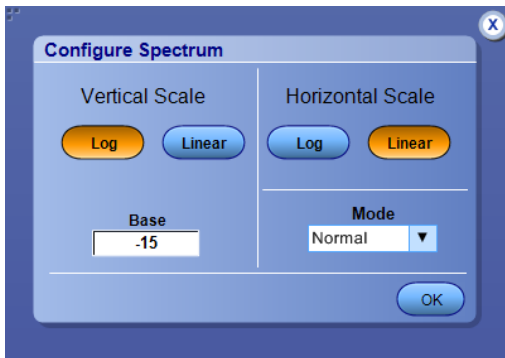 X
Configure Spectrum
Vertical Scale
Horizontal Scale
Log Linear
Log Linear
Base
-15
Mode
Normal
OK